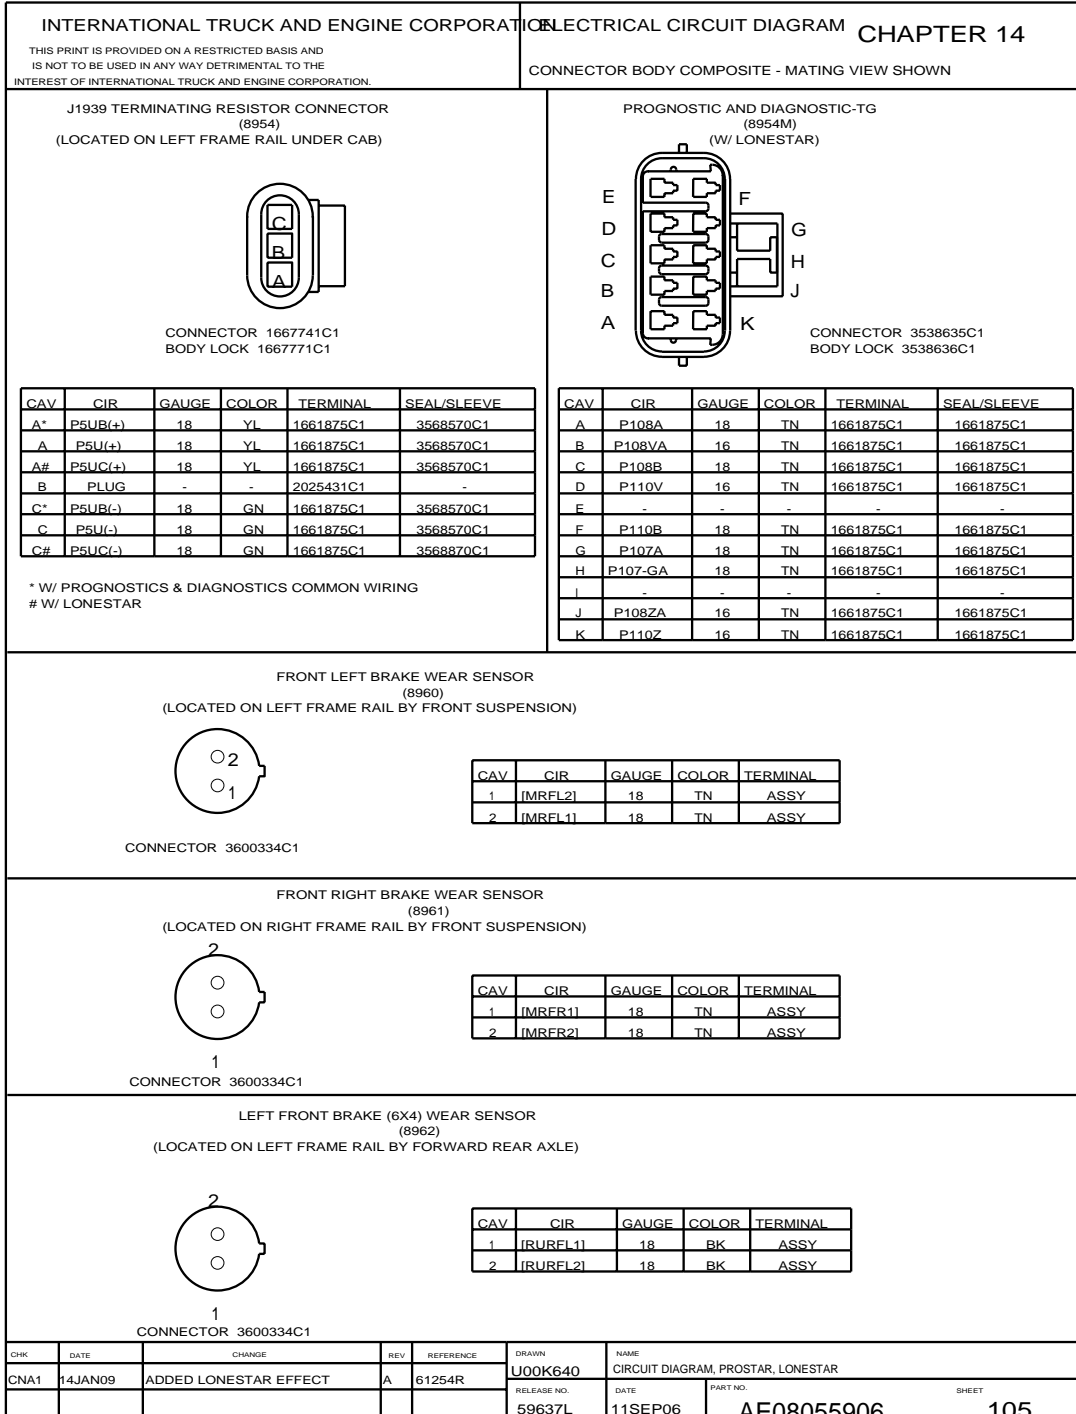 INTERNATIONAL TRUCK AND ENGINE CORPORATION
THIS PRINT IS PROVIDED ON A RESTRICTED BASIS AND
IS NOT TO BE USED IN ANY WAY DETRIMENTAL TO THE
INTEREST OF INTERNATIONAL TRUCK AND ENGINE CORPORATION.
ELECTRICAL CIRCUIT DIAGRAM CHAPTER 14
CONNECTOR BODY COMPOSITE - MATING VIEW SHOWN
J1939 TERMINATING RESISTOR CONNECTOR
(8954)
(LOCATED ON LEFT FRAME RAIL UNDER CAB)
C
B
A
CONNECTOR 1667741C1
BODY LOCK 1667771C1
CAV CIR GAUGE COLOR TERMINAL SEAL/SLEEVE
A* P5UB(+) 18 YL 1661875C1 3568570C1
A P5U(+) 18 YL 1661875C1 3568570C1
A# P5UC(+) 18 YL 1661875C1 3568570C1
B PLUG - - 2025431C1 -
C* P5UB(-) 18 GN 1661875C1 3568570C1
C P5U(-) 18 GN 1661875C1 3568570C1
C# P5UC(-) 18 GN 1661875C1 3568870C1
* W/ PROGNOSTICS & DIAGNOSTICS COMMON WIRING
# W/ LONESTAR
PROGNOSTIC AND DIAGNOSTIC-TG
(8954M)
(W/ LONESTAR)
E F
D G
C H
B J
A K
CONNECTOR 3538635C1
BODY LOCK 3538636C1
CAV CIR GAUGE COLOR TERMINAL SEAL/SLEEVE
A P108A 18 TN 1661875C1 1661875C1
B P108VA 16 TN 1661875C1 1661875C1
C P108B 18 TN 1661875C1 1661875C1
D P110V 16 TN 1661875C1 1661875C1
E - - - - -
F P110B 18 TN 1661875C1 1661875C1
G P107A 18 TN 1661875C1 1661875C1
H P107-GA 18 TN 1661875C1 1661875C1
I - - - - -
J P108ZA 16 TN 1661875C1 1661875C1
K P110Z 16 TN 1661875C1 1661875C1
FRONT LEFT BRAKE WEAR SENSOR
(8960)
(LOCATED ON LEFT FRAME RAIL BY FRONT SUSPENSION)
2
1
CONNECTOR 3600334C1
CAV CIR GAUGE COLOR TERMINAL
1 [MRFL2] 18 TN ASSY
2 [MRFL1] 18 TN ASSY
FRONT RIGHT BRAKE WEAR SENSOR
(8961)
(LOCATED ON RIGHT FRAME RAIL BY FRONT SUSPENSION)
2
1
CONNECTOR 3600334C1
CAV CIR GAUGE COLOR TERMINAL
1 [MRFR1] 18 TN ASSY
2 [MRFR2] 18 TN ASSY
LEFT FRONT BRAKE (6X4) WEAR SENSOR
(8962)
(LOCATED ON LEFT FRAME RAIL BY FORWARD REAR AXLE)
2
1
CONNECTOR 3600334C1
CAV CIR GAUGE COLOR TERMINAL
1 [RURFL1] 18 BK ASSY
2 [RURFL2] 18 BK ASSY
CHK DATE CHANGE REV REFERENCE
CNA1 14JAN09 ADDED LONESTAR EFFECT A 61254R
DRAWN
U00K640
NAME
CIRCUIT DIAGRAM, PROSTAR, LONESTAR
RELEASE NO.
59637L
DATE
11SEP06
PART NO.
AE08055906
SHEET
105